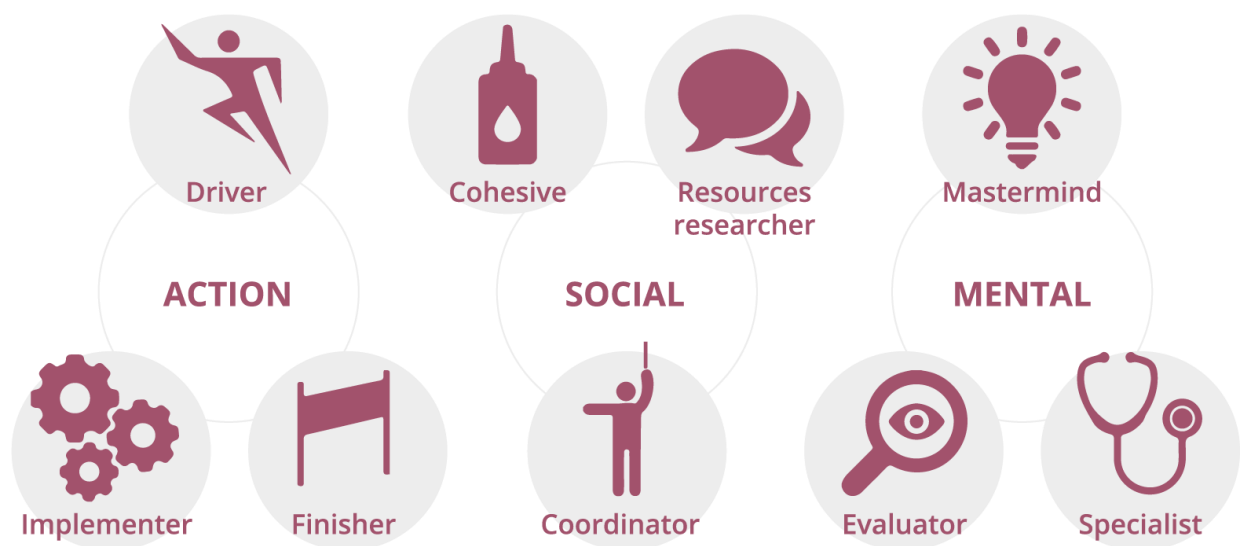 Driver
Cohesive
Resources
researcher
Mastermind
ACTION
SOCIAL
MENTAL
Implementer
Finisher
Coordinator
Evaluator
Specialist